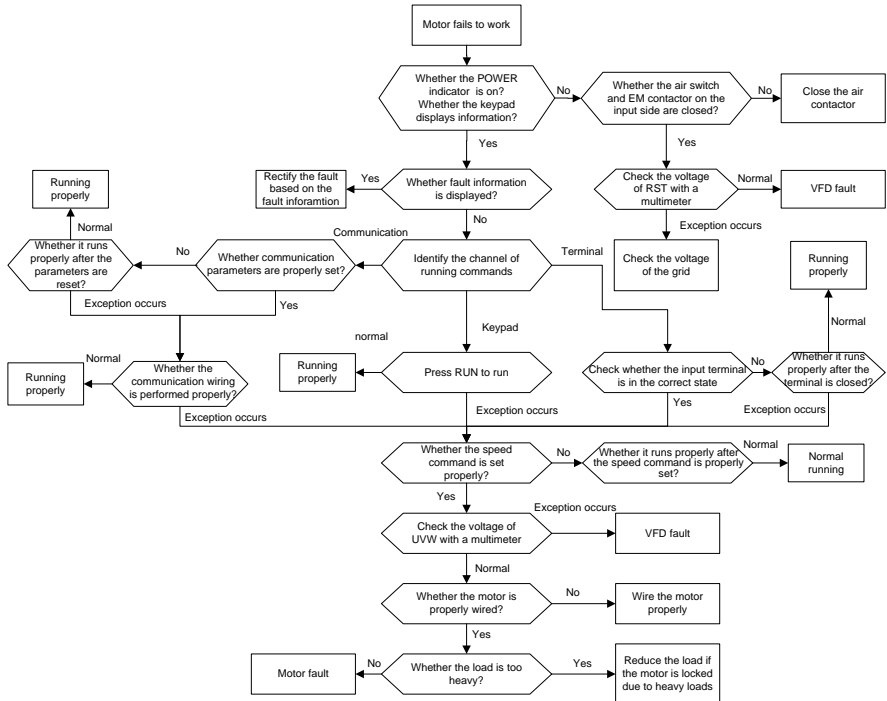 Motor fails to work
Whether the POWER
indicator is on?
Whether the keypad
displays information?
No
Whether the air switch
and EM contactor on the
input side are closed?
No
Close the air
contactor
Yes
Yes
Rectify the fault
based on the
fault inforamtion
Yes
Whether fault information
is displayed?
Check the voltage
of RST with a
multimeter
Normal
VFD fault
Running
properly
Normal
No
Exception occurs
Communication
Terminal
Whether it runs
properly after the
parameters are
reset?
No
Whether communication
parameters are properly set?
Identify the channel of
running commands
Check the voltage
of the grid
Running
properly
Exception occurs
Yes
Keypad
Normal
normal
Running
properly
Normal
Whether the
communication wiring
is performed properly?
Running
properly
Press RUN to run
Check whether the input terminal
is in the correct state
No
Whether it runs
properly after the
terminal is closed?
Exception occurs
Exception occurs
Yes
Exception occurs
Whether the speed
command is set
properly?
No
Whether it runs properly after
the speed command is properly
set?
Normal
Normal
running
Yes
Exception occurs
Check the voltage of
UVW with a multimeter
VFD fault
Normal
Whether the motor is
properly wired?
No
Wire the motor
properly
Yes
Motor fault
No
Whether the load is too
heavy?
Yes
Reduce the load if
the motor is locked
due to heavy loads